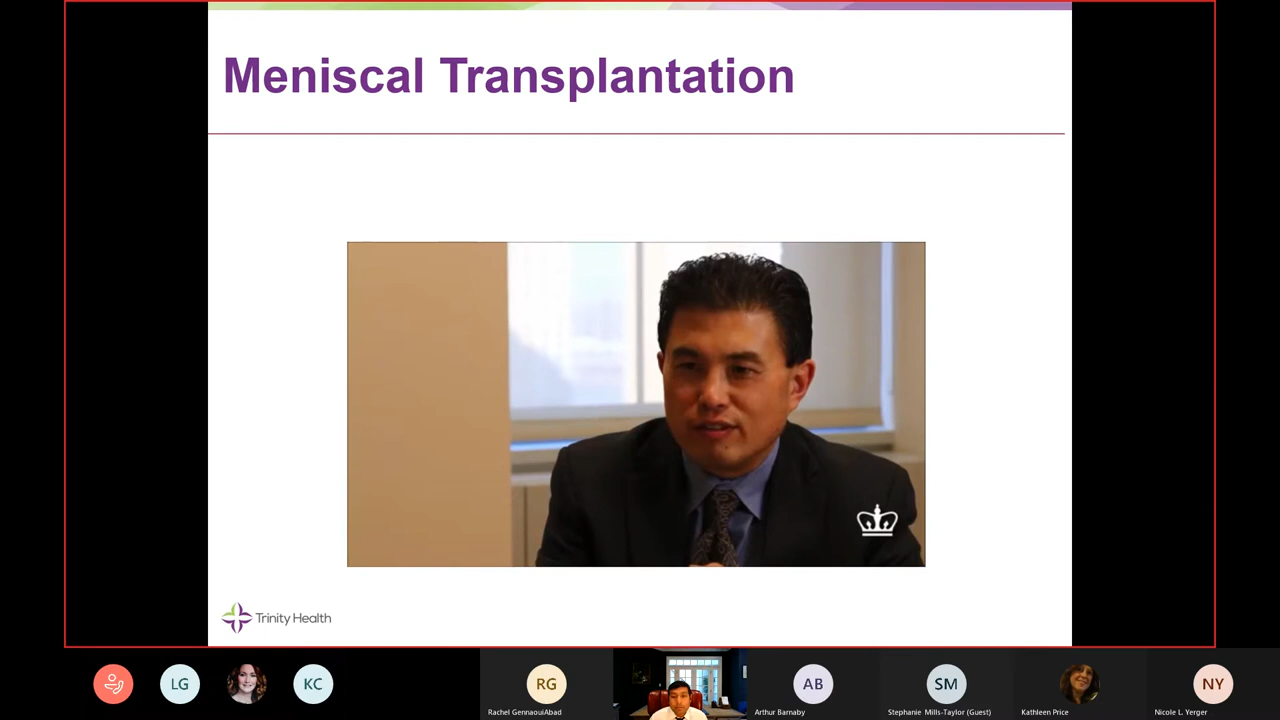 Meniscal Transplantation
Trinity Health
LG
KC
RG
Rachel GennaouiAbad
AB
Arthur Barnaby
SM
Stephanie Mills-Taylor (Guest)
Kathleen Price
NY
Nicole L. Yerger